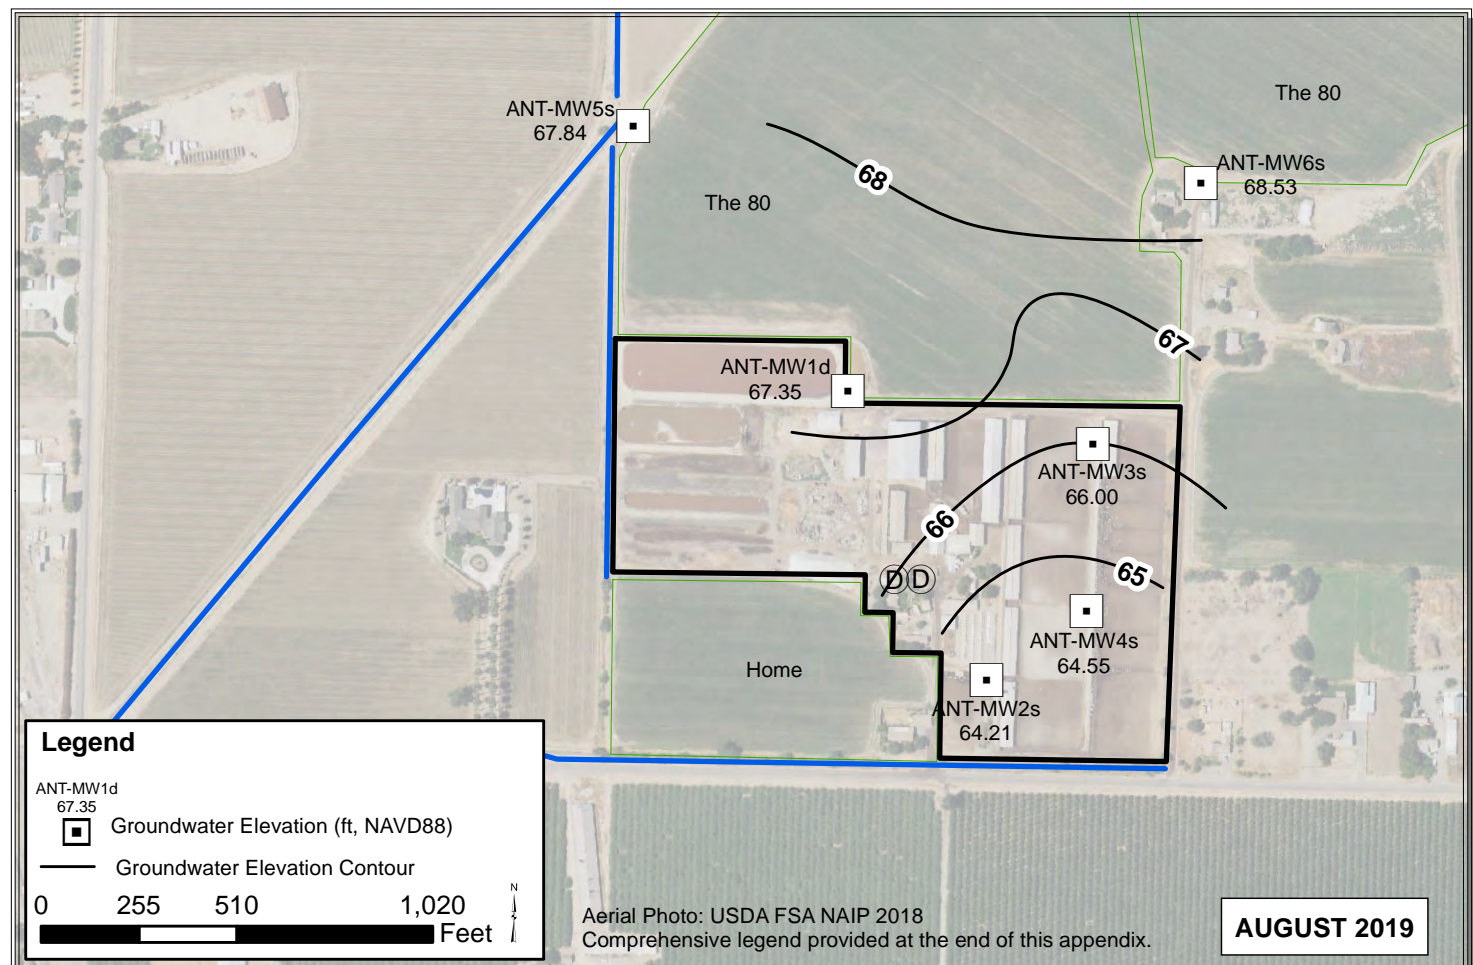 The 80
ANT-MW5s
67.84
ANT-MW6s
68.53
68
The 80
67
ANT-MW1d
67.35
ANT-MW3s
66.00
66
D D
65
ANT-MW4s
64.55
Home
ANT-MW2s
64.21
Legend
ANT-MW1d
67.35
Groundwater Elevation (ft, NAVD88)
Groundwater Elevation Contour
0 255 510 1,020
Feet
N
Aerial Photo: USDA FSA NAIP 2018
Comprehensive legend provided at the end of this appendix.
AUGUST 2019